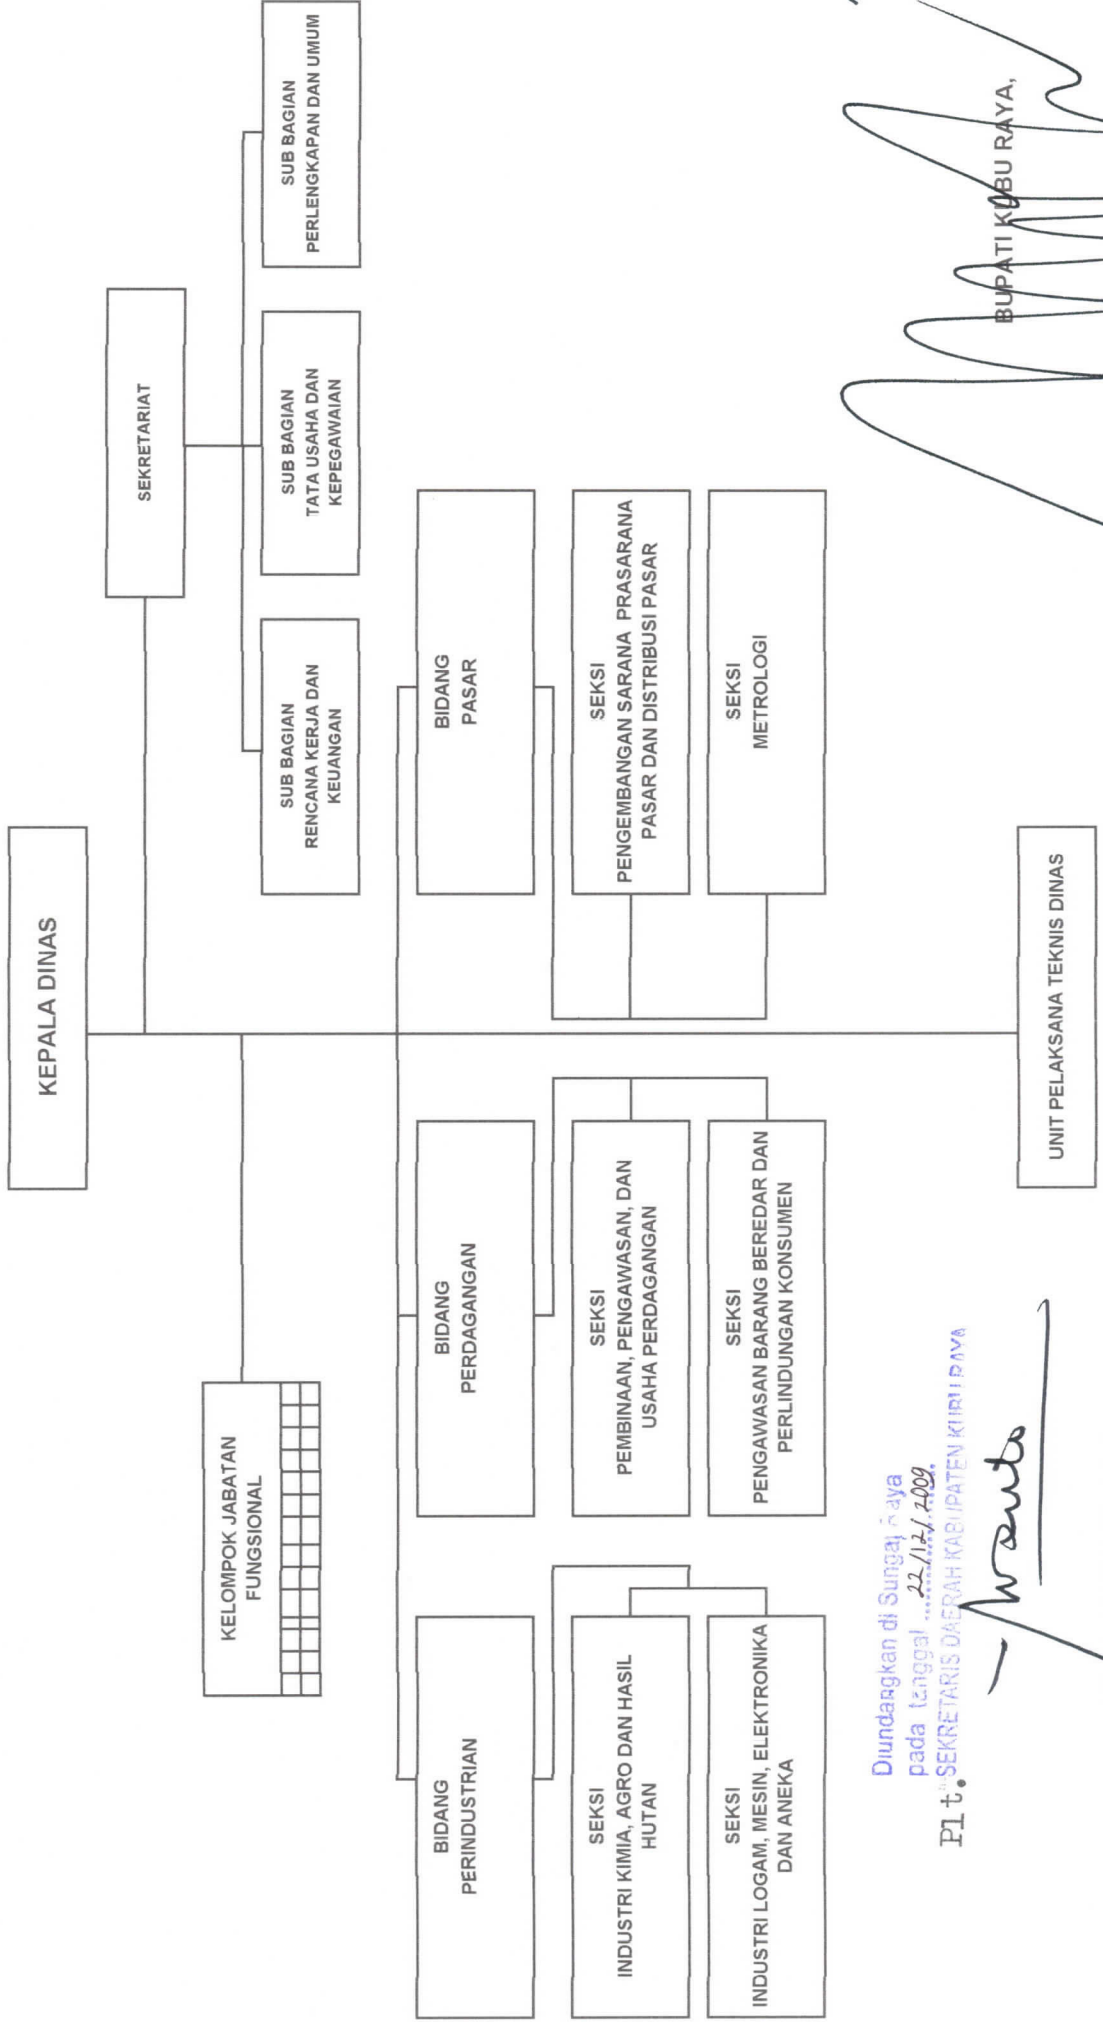 KEPALA DINAS
SEKRETARIAT
KELOMPOK JABATAN
FUNGSIONAL
SUB BAGIAN
RENCANA KERJA DAN
KEUANGAN
SUB BAGIAN
TATA USAHA DAN
KEPEGAWAIAN
SUB BAGIAN
PERLENGKAPAN DAN UMUM
BIDANG
PERINDUSTRIAN
BIDANG
PERDAGANGAN
BIDANG
PASAR
SEKSI
INDUSTRI KIMIA, AGRO DAN HASIL
HUTAN
SEKSI
PEMBINAAN, PENGAWASAN, DAN
USAHA PERDAGANGAN
SEKSI
PENGEMBANGAN SARANA PRASARANA
PASAR DAN DISTRIBUSI PASAR
SEKSI
INDUSTRI LOGAM, MESIN, ELEKTRONIKA
DAN ANEKA
SEKSI
PENGAWASAN BARANG BEREDAR DAN
PERLINDUNGAN KONSUMEN
SEKSI
METROLOGI
UNIT PELAKSANA TEKNIS DINAS
Diundangkan di Sungai Raya
pada tanggal 22/12/2009
Plt. SEKRETARIS DAERAH KABUPATEN KUBU RAYA
BUPATI KUBU RAYA,